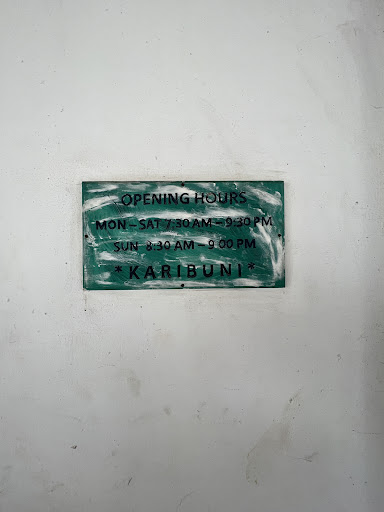 OPENING HOURS
MON – SAT 7:30 AM – 9:30 PM
SUN 8:30 AM – 9:00 PM
* KARIBUNI *